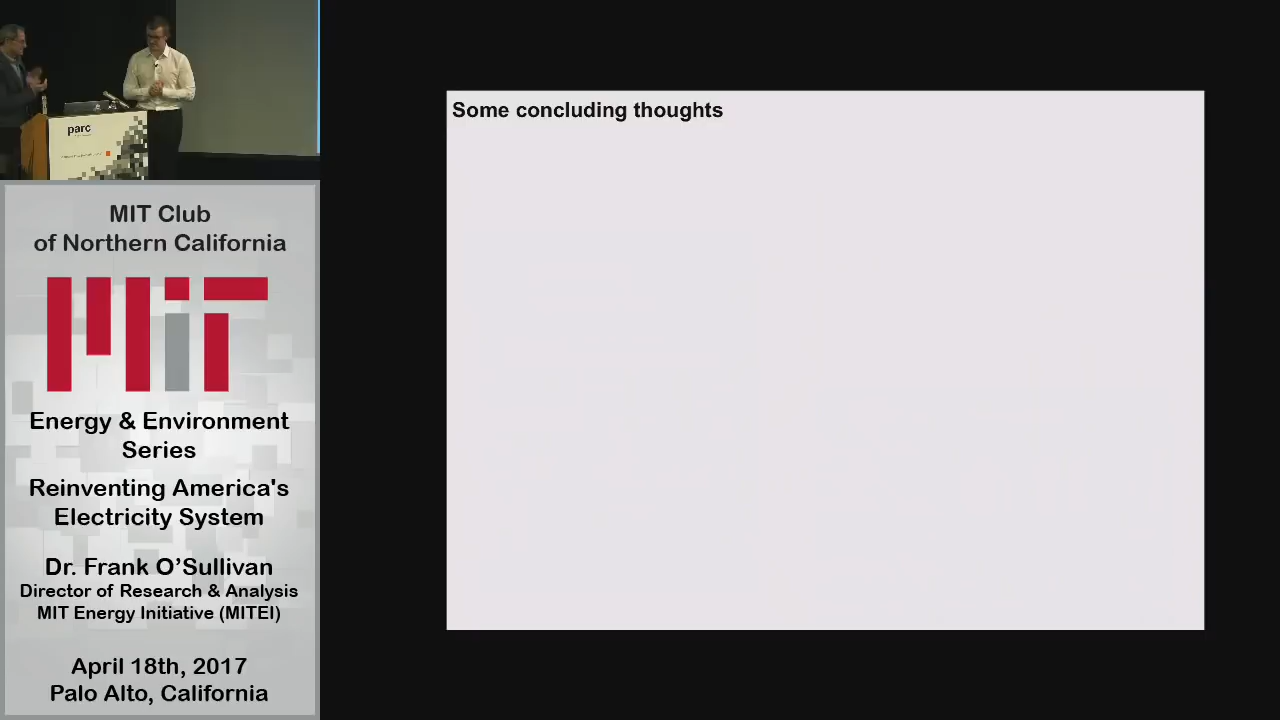 parc
MIT Club
of Northern California
MIT
Energy & Environment
Series
Reinventing America's
Electricity System
Dr. Frank O’Sullivan
Director of Research & Analysis
MIT Energy Initiative (MITEI)
April 18th, 2017
Palo Alto, California
Some concluding thoughts